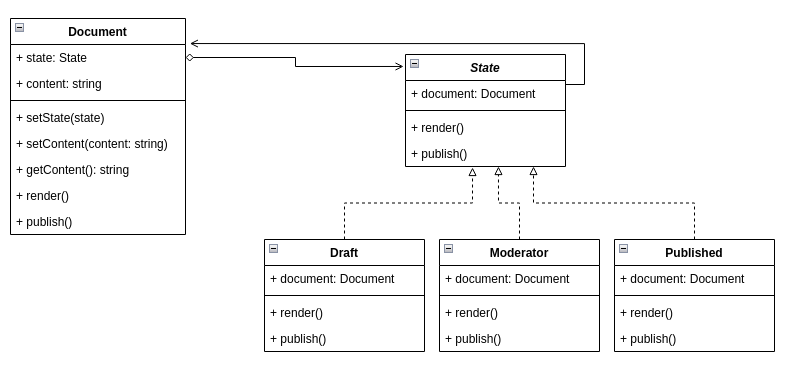 Document
+ state: State
+ content: string
+ setState(state)
+ setContent(content: string)
+ getContent(): string
+ render()
+ publish()
State
+ document: Document
+ render()
+ publish()
Draft
+ document: Document
+ render()
+ publish()
Moderator
+ document: Document
+ render()
+ publish()
Published
+ document: Document
+ render()
+ publish()